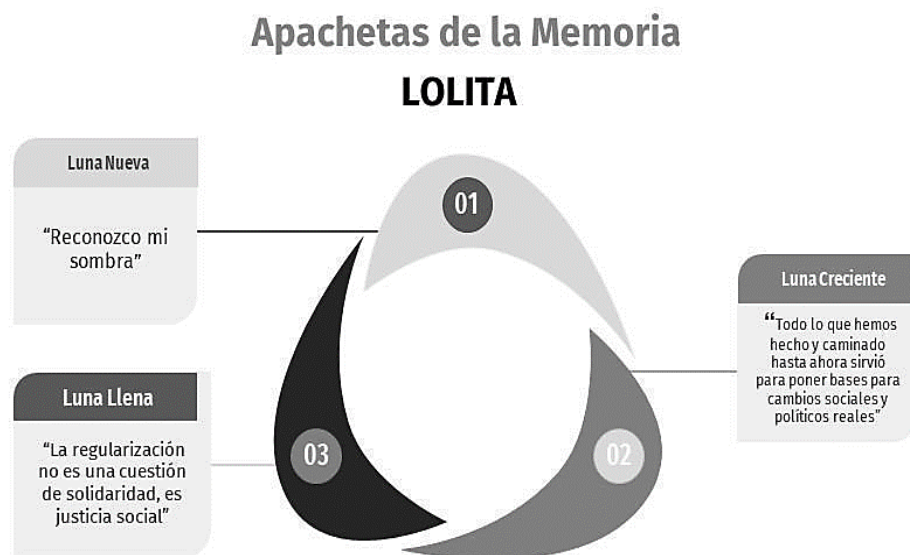 Apachetas de la Memoria
LOLITA
Luna Nueva
“Reconozco mi
sombra”
01
Luna Creciente
“Todo lo que hemos
hecho y caminado
hasta ahora sirvió
para poner bases para
cambios sociales y
políticos reales”
02
Luna Llena
“La regularización
no es una cuestión
de solidaridad, es
justicia social”
03